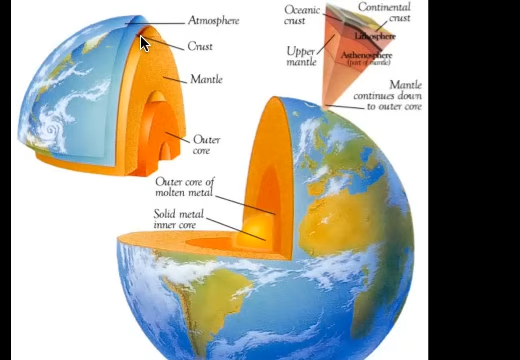 Atmosphere
Crust
Mantle
Outer
core
Oceanic
crust
Continental
crust
Lithosphere
Upper
mantle
Asthenosphere
(part of mantle)
Mantle
continues down
to outer core
Outer core of
molten metal
Solid metal
inner core